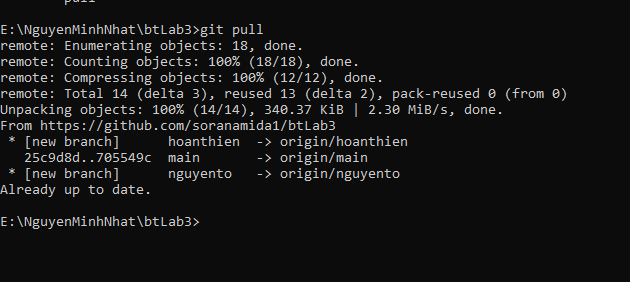 pull
E:\NguyenMinhNhat\btLab3>git pull
remote: Enumerating objects: 18, done.
remote: Counting objects: 100% (18/18), done.
remote: Compressing objects: 100% (12/12), done.
remote: Total 14 (delta 3), reused 13 (delta 2), pack-reused 0 (from 0)
Unpacking objects: 100% (14/14), 340.37 KiB | 2.30 MiB/s, done.
From https://github.com/soranamida1/btLab3
 * [new branch]      hoanthien  -> origin/hoanthien
   25c9d8d..705549c  main       -> origin/main
 * [new branch]      nguyento   -> origin/nguyento
Already up to date.
E:\NguyenMinhNhat\btLab3>